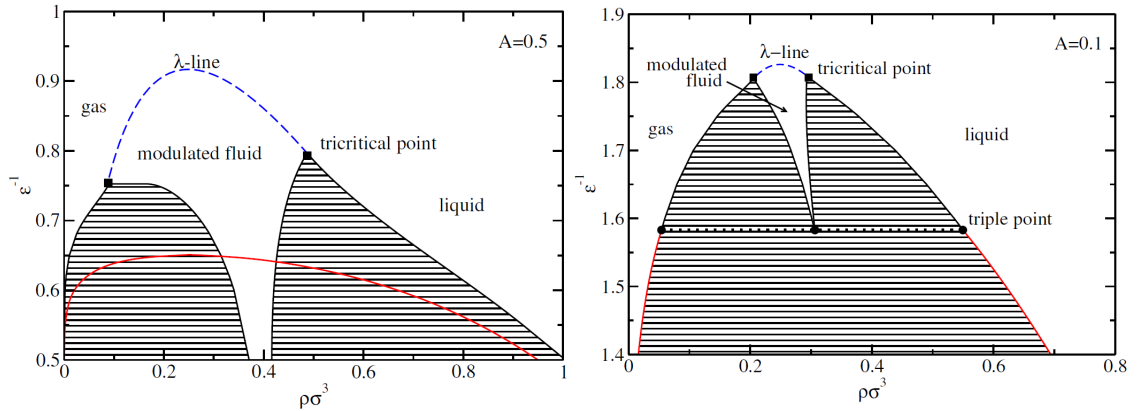 1
A=0.5
λ-line
0.9
gas
modulated fluid
tricritical point
0.8
ε⁻¹
0.7
liquid
0.6
0.5
0
0.2
0.4
0.6
0.8
1
ρσ³
1.9
A=0.1
λ−line
modulated
fluid
tricritical point
1.8
gas
liquid
1.7
ε⁻¹
1.6
triple point
1.5
1.4
0
0.2
0.4
0.6
0.8
ρσ³